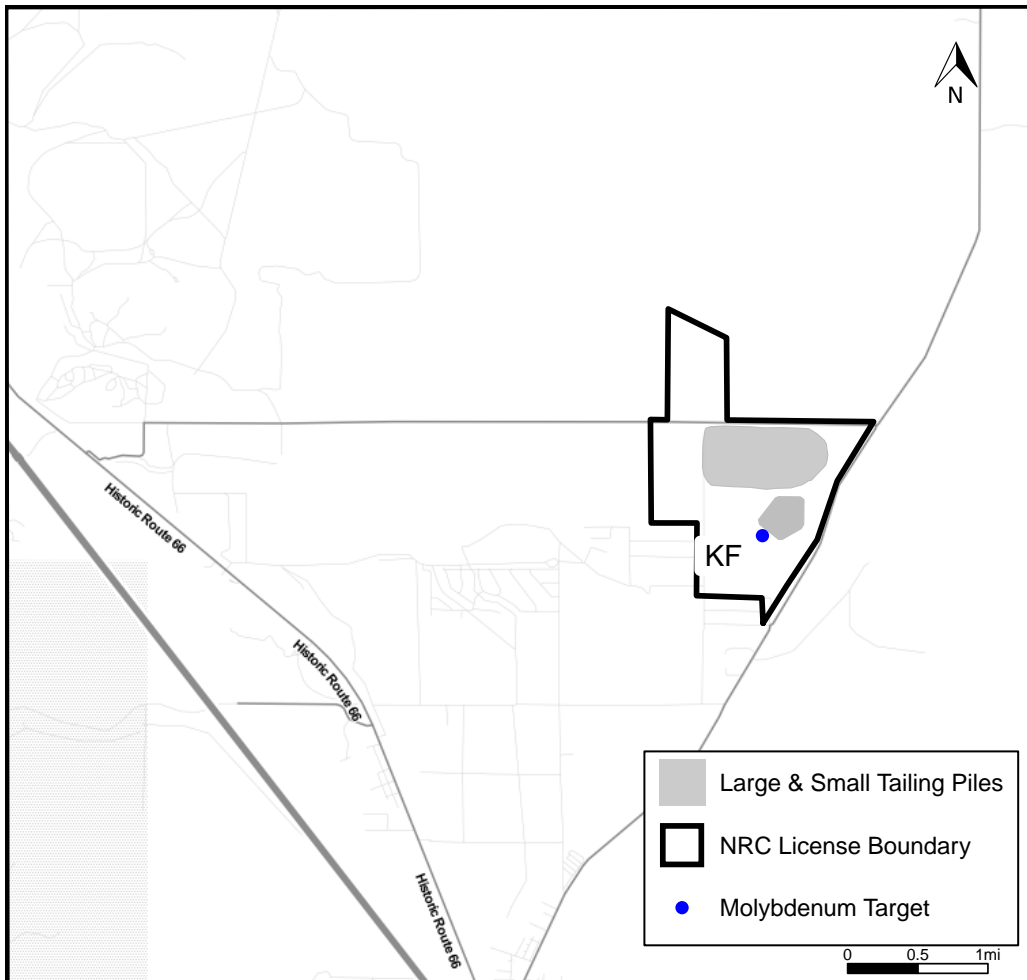 N
KF
Historic Route 66
Historic Route 66
Historic Route 66
Large & Small Tailing Piles
NRC License Boundary
Molybdenum Target
0 0.5 1mi